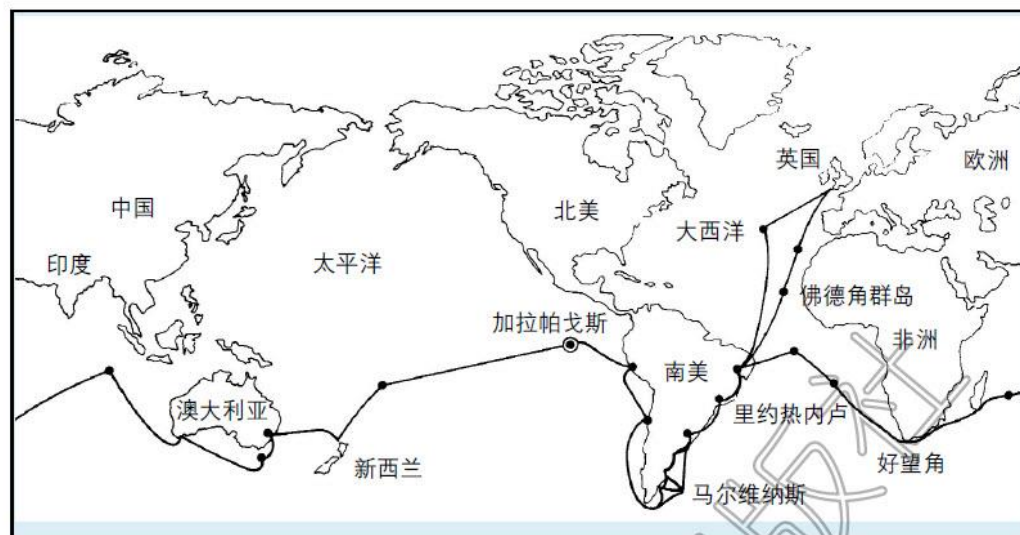 英国
欧洲
中国
北美
大西洋
印度
太平洋
佛德角群岛
加拉帕戈斯
非洲
南美
澳大利亚
里约热内卢
新西兰
好望角
马尔维纳斯
版社